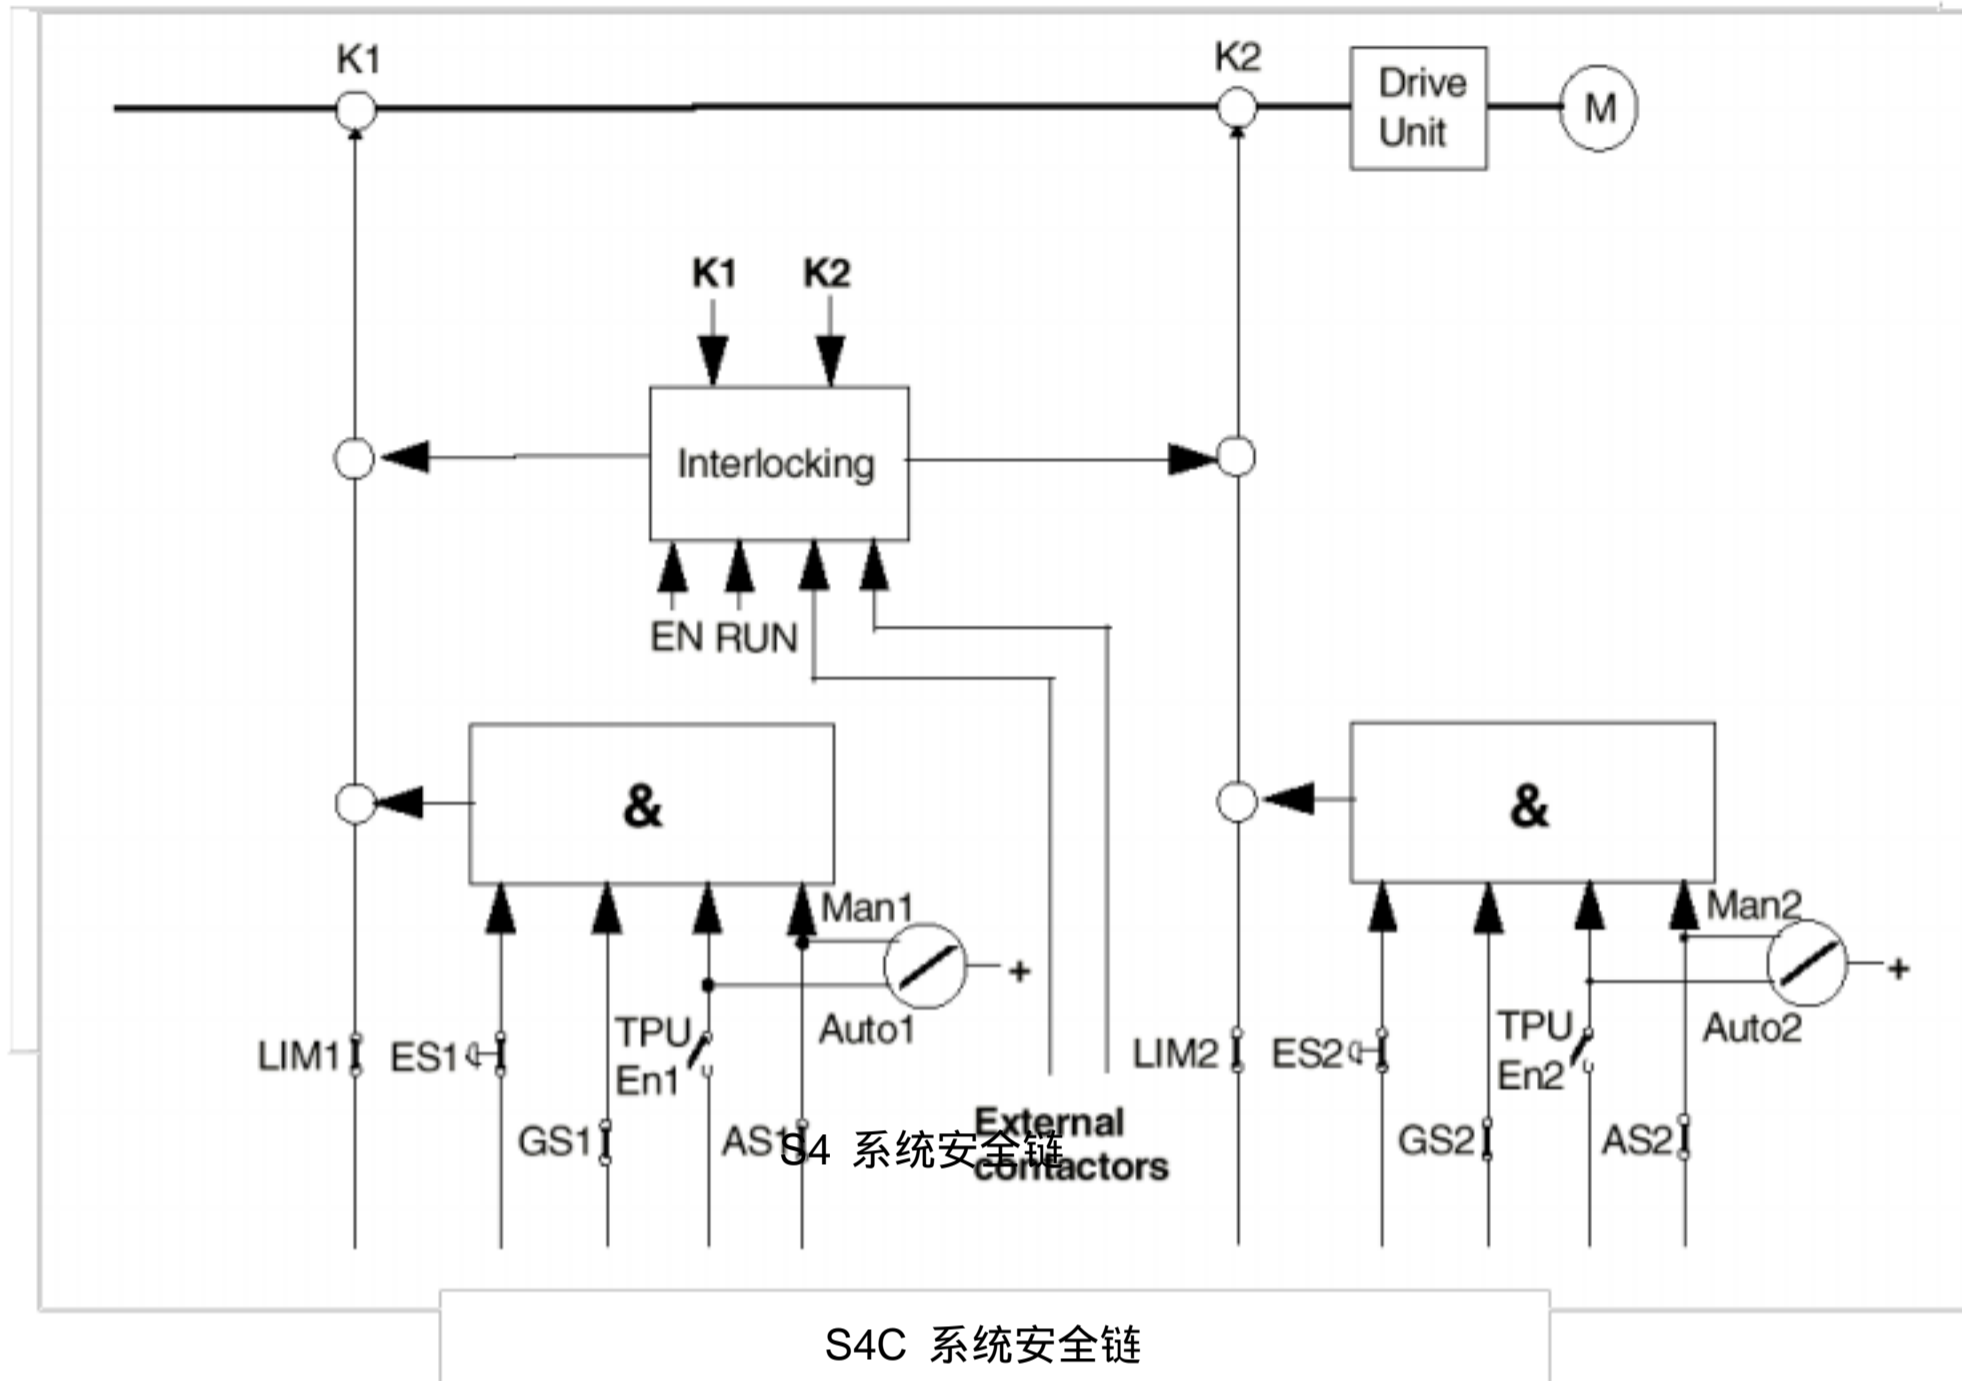 K1
K2
Drive
Unit
M
K1 K2
Interlocking
EN RUN
&
&
Man1
Man2
+
+
Auto1
Auto2
LIM1
ES1
TPU
En1
LIM2
ES2
TPU
En2
GS1
AS1
External
contactors
S4 系统安全链
GS2
AS2
S4C 系统安全链